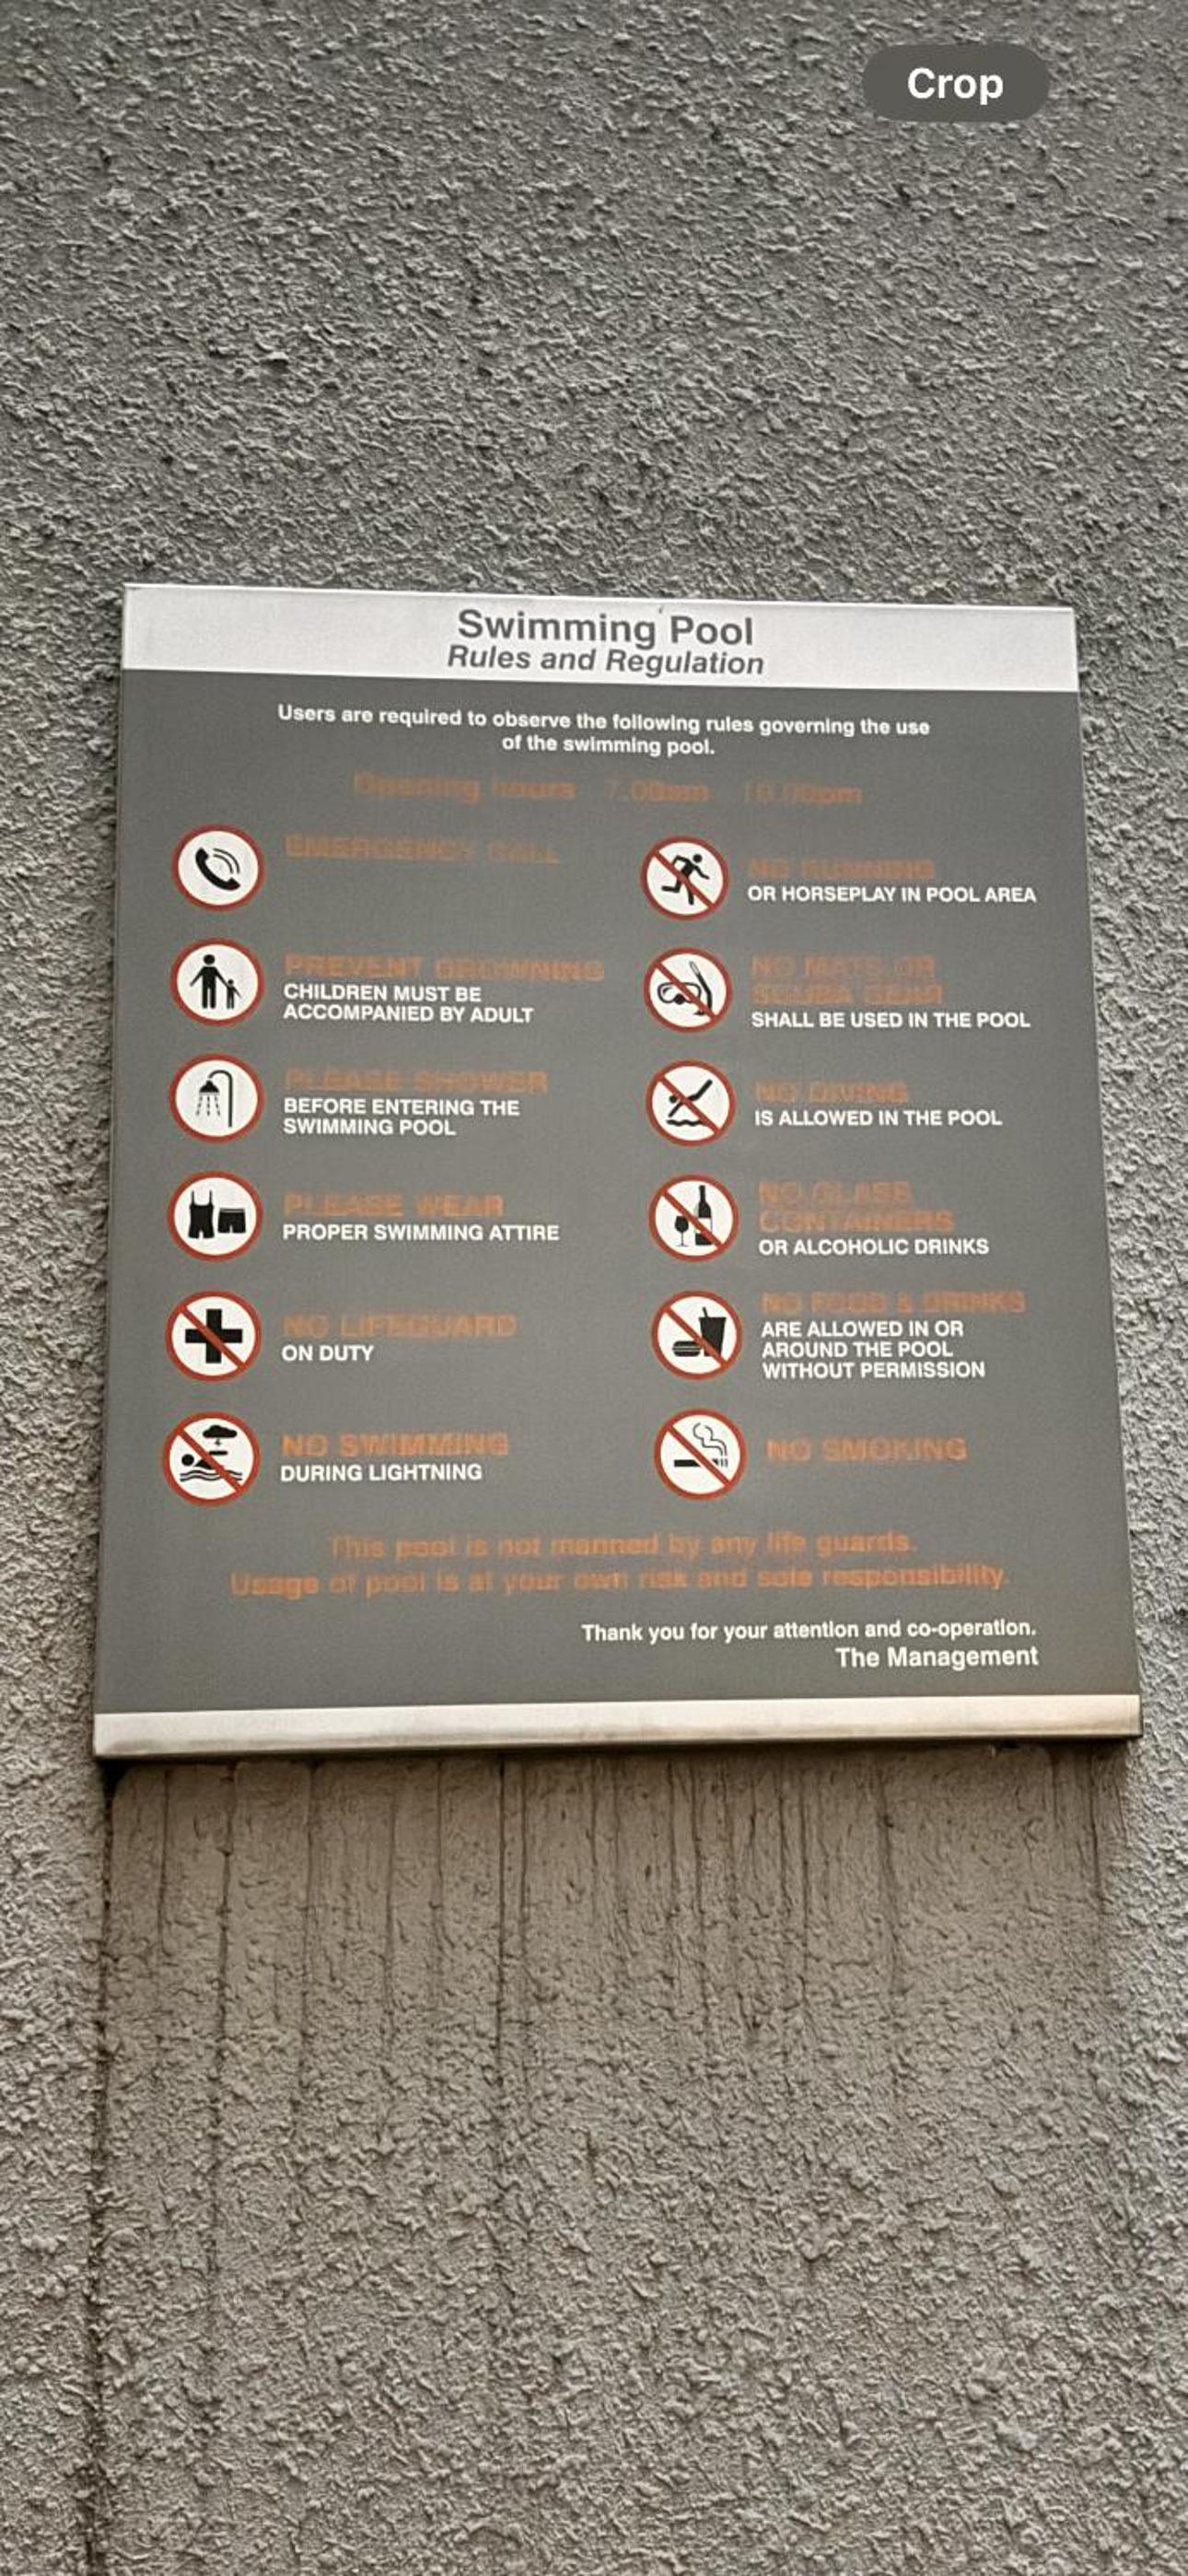 Crop
Swimming Pool
Rules and Regulation
Users are required to observe the following rules governing the use
of the swimming pool.
Opening hours 7.00am 10.00pm
EMERGENCY CALL
PREVENT DROWNING
CHILDREN MUST BE
ACCOMPANIED BY ADULT
PLEASE SHOWER
BEFORE ENTERING THE
SWIMMING POOL
PLEASE WEAR
PROPER SWIMMING ATTIRE
NO LIFEGUARD
ON DUTY
NO SWIMMING
DURING LIGHTNING
NO RUNNING
OR HORSEPLAY IN POOL AREA
NO MATS OR
SCUBA GEAR
SHALL BE USED IN THE POOL
NO DIVING
IS ALLOWED IN THE POOL
NO GLASS
CONTAINERS
OR ALCOHOLIC DRINKS
NO FOOD & DRINKS
ARE ALLOWED IN OR
AROUND THE POOL
WITHOUT PERMISSION
NO SMOKING
This pool is not manned by any life guards.
Usage of pool is at your own risk and sole responsibility.
Thank you for your attention and co-operation.
The Management